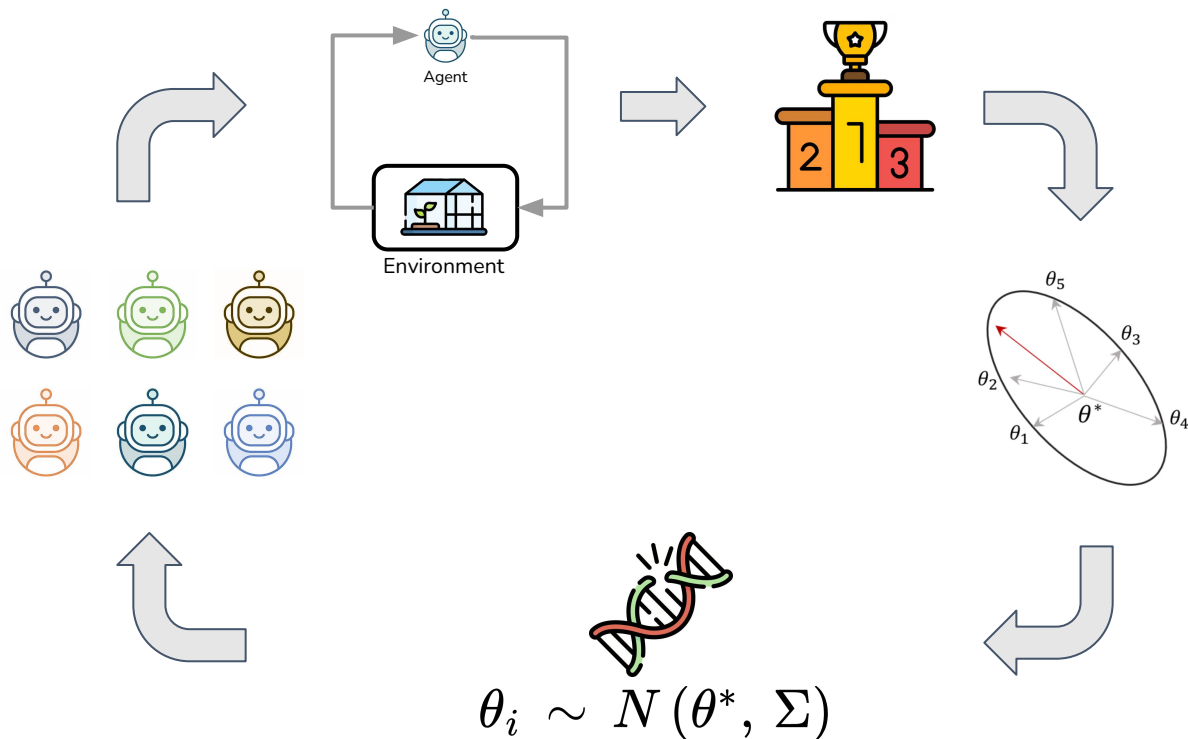 Agent
Environment
2 1 3
θ₅
θ₃
θ₂
θ*
θ₄
θ₁
θᵢ ∼ N(θ*, Σ)